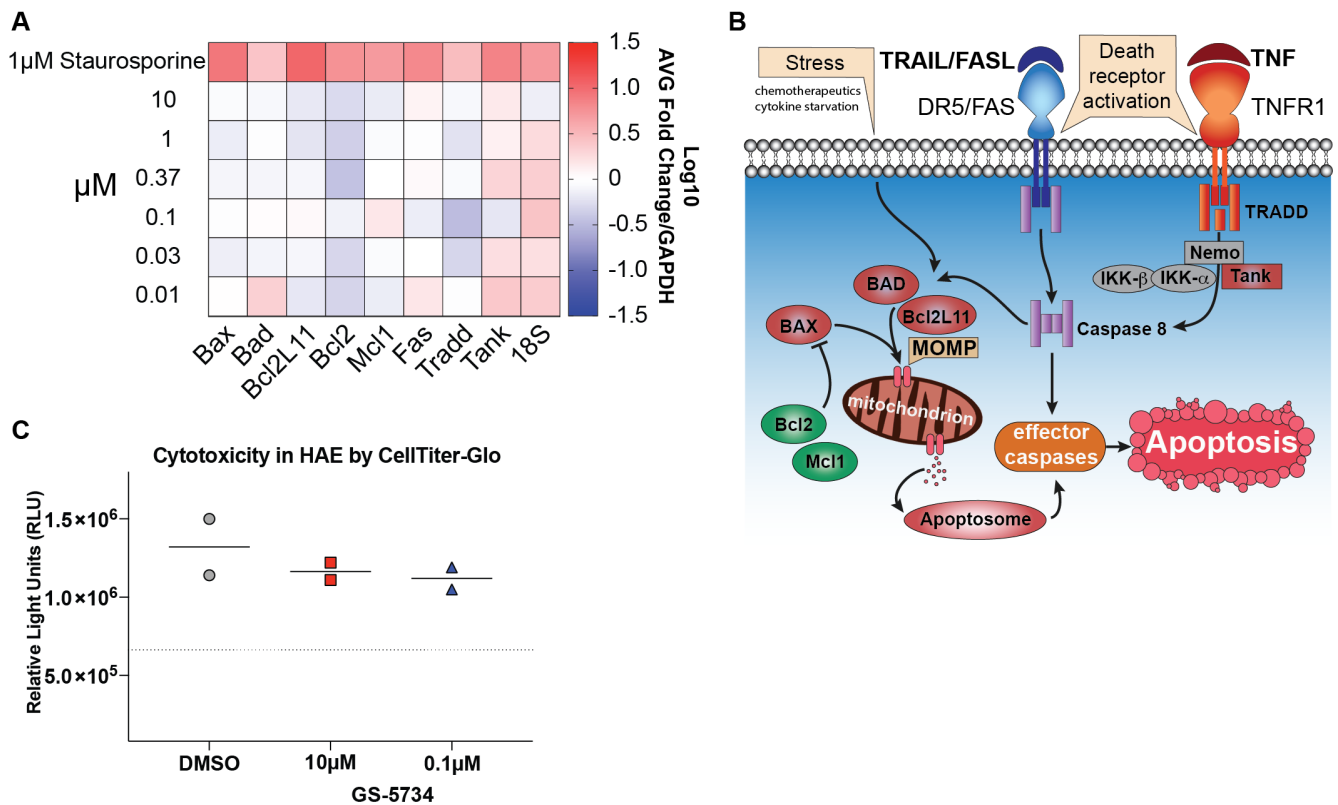 A
1µM Staurosporine
10
1
0.37
0.1
0.03
0.01
µM
Bax
Bad
Bcl2L11
Bcl2
Mcl1
Fas
Tradd
Tank
18S
1.5
1.0
0.5
0
-0.5
-1.0
-1.5
Log10
AVG Fold Change/GAPDH
B
Stress
chemotherapeutics
cytokine starvation
TRAIL/FASL
DR5/FAS
Death
receptor
activation
TNF
TNFR1
TRADD
Nemo
IKK-β
IKK-α
Tank
BAD
Bcl2L11
BAX
MOMP
Caspase 8
mitochondrion
Bcl2
Mcl1
effector
caspases
Apoptosis
Apoptosome
C
Cytotoxicity in HAE by CellTiter-Glo
Relative Light Units (RLU)
1.5×10⁶
1.0×10⁶
5.0×10⁵
DMSO
10µM
0.1µM
GS-5734